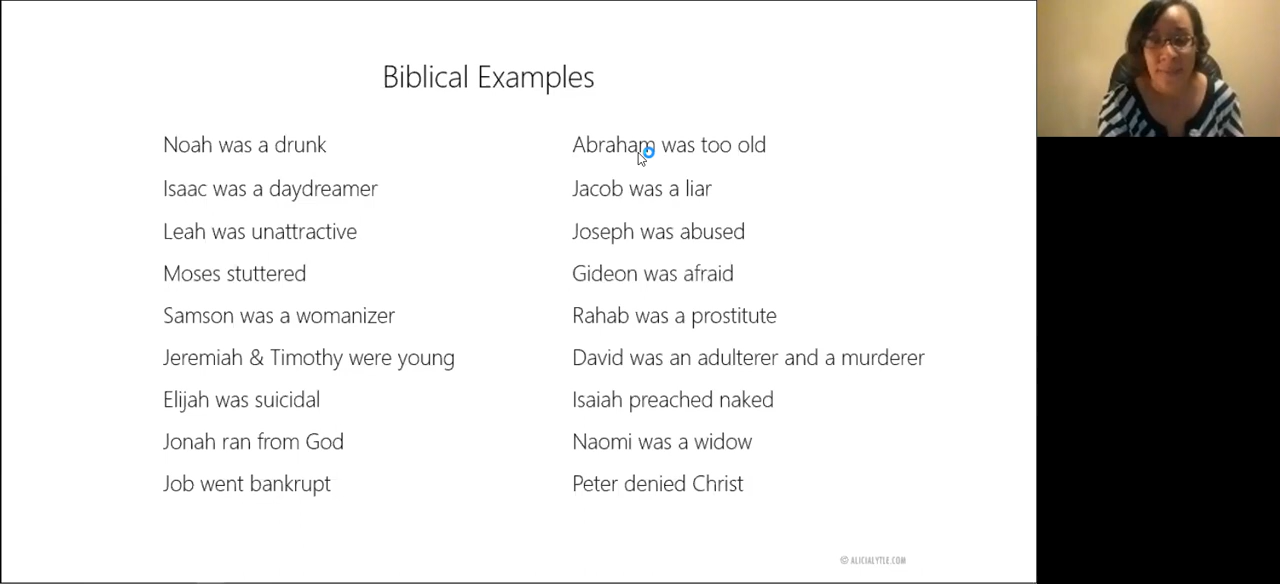 Biblical Examples
Noah was a drunk
Isaac was a daydreamer
Leah was unattractive
Moses stuttered
Samson was a womanizer
Jeremiah & Timothy were young
Elijah was suicidal
Jonah ran from God
Job went bankrupt
Abraham was too old
Jacob was a liar
Joseph was abused
Gideon was afraid
Rahab was a prostitute
David was an adulterer and a murderer
Isaiah preached naked
Naomi was a widow
Peter denied Christ
© ALICIALYTLE.COM